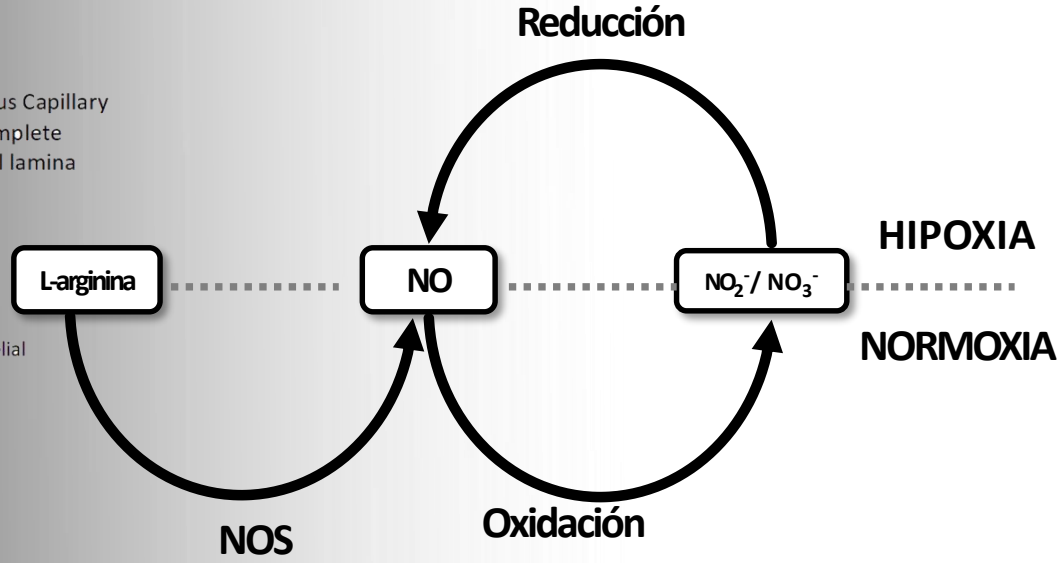 Reducción
us Capillary
mplete
l lamina
HIPOXIA
L-arginina
NO
NO₂⁻/ NO₃⁻
NORMOXIA
lial
Oxidación
NOS